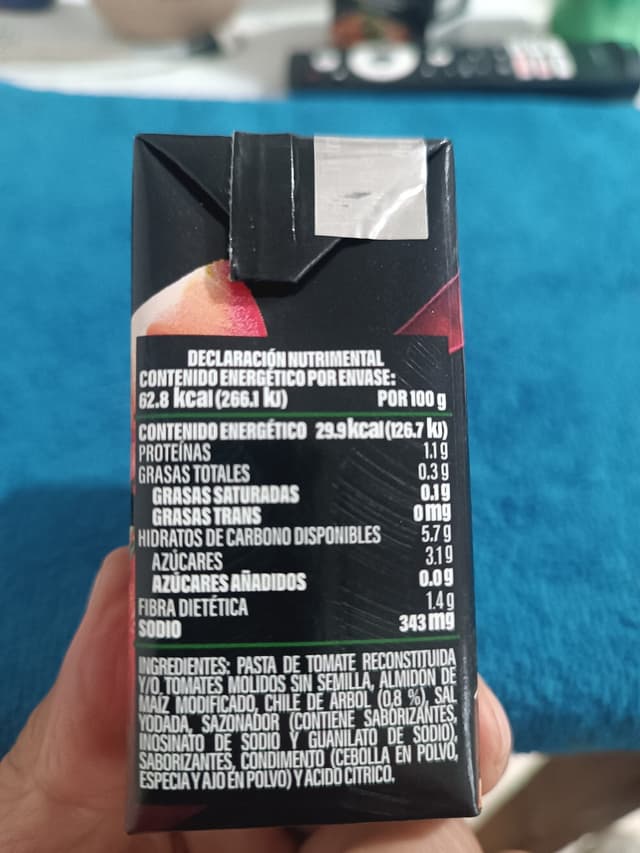 DECLARACIÓN NUTRIMENTAL
CONTENIDO ENERGÉTICO POR ENVASE:
62.8 kcal (266.1 kJ) POR 100 g
CONTENIDO ENERGÉTICO 29.9 kcal (126.7 kJ)
PROTEÍNAS 1.1 g
GRASAS TOTALES 0.3 g
GRASAS SATURADAS 0.1 g
GRASAS TRANS 0 mg
HIDRATOS DE CARBONO DISPONIBLES 5.7 g
AZÚCARES 3.1 g
AZÚCARES AÑADIDOS 0.0 g
FIBRA DIETÉTICA 1.4 g
SODIO 343 mg
INGREDIENTES: PASTA DE TOMATE RECONSTITUIDA
Y/O TOMATES MOLIDOS SIN SEMILLA, ALMIDÓN DE
MAÍZ MODIFICADO, CHILE DE ÁRBOL (0,8 %), SAL
YODADA, SAZONADOR (CONTIENE SABORIZANTES,
INOSINATO DE SODIO Y GUANILATO DE SODIO),
SABORIZANTES, CONDIMENTO (CEBOLLA EN POLVO,
ESPECIA Y AJO EN POLVO) Y ÁCIDO CÍTRICO.